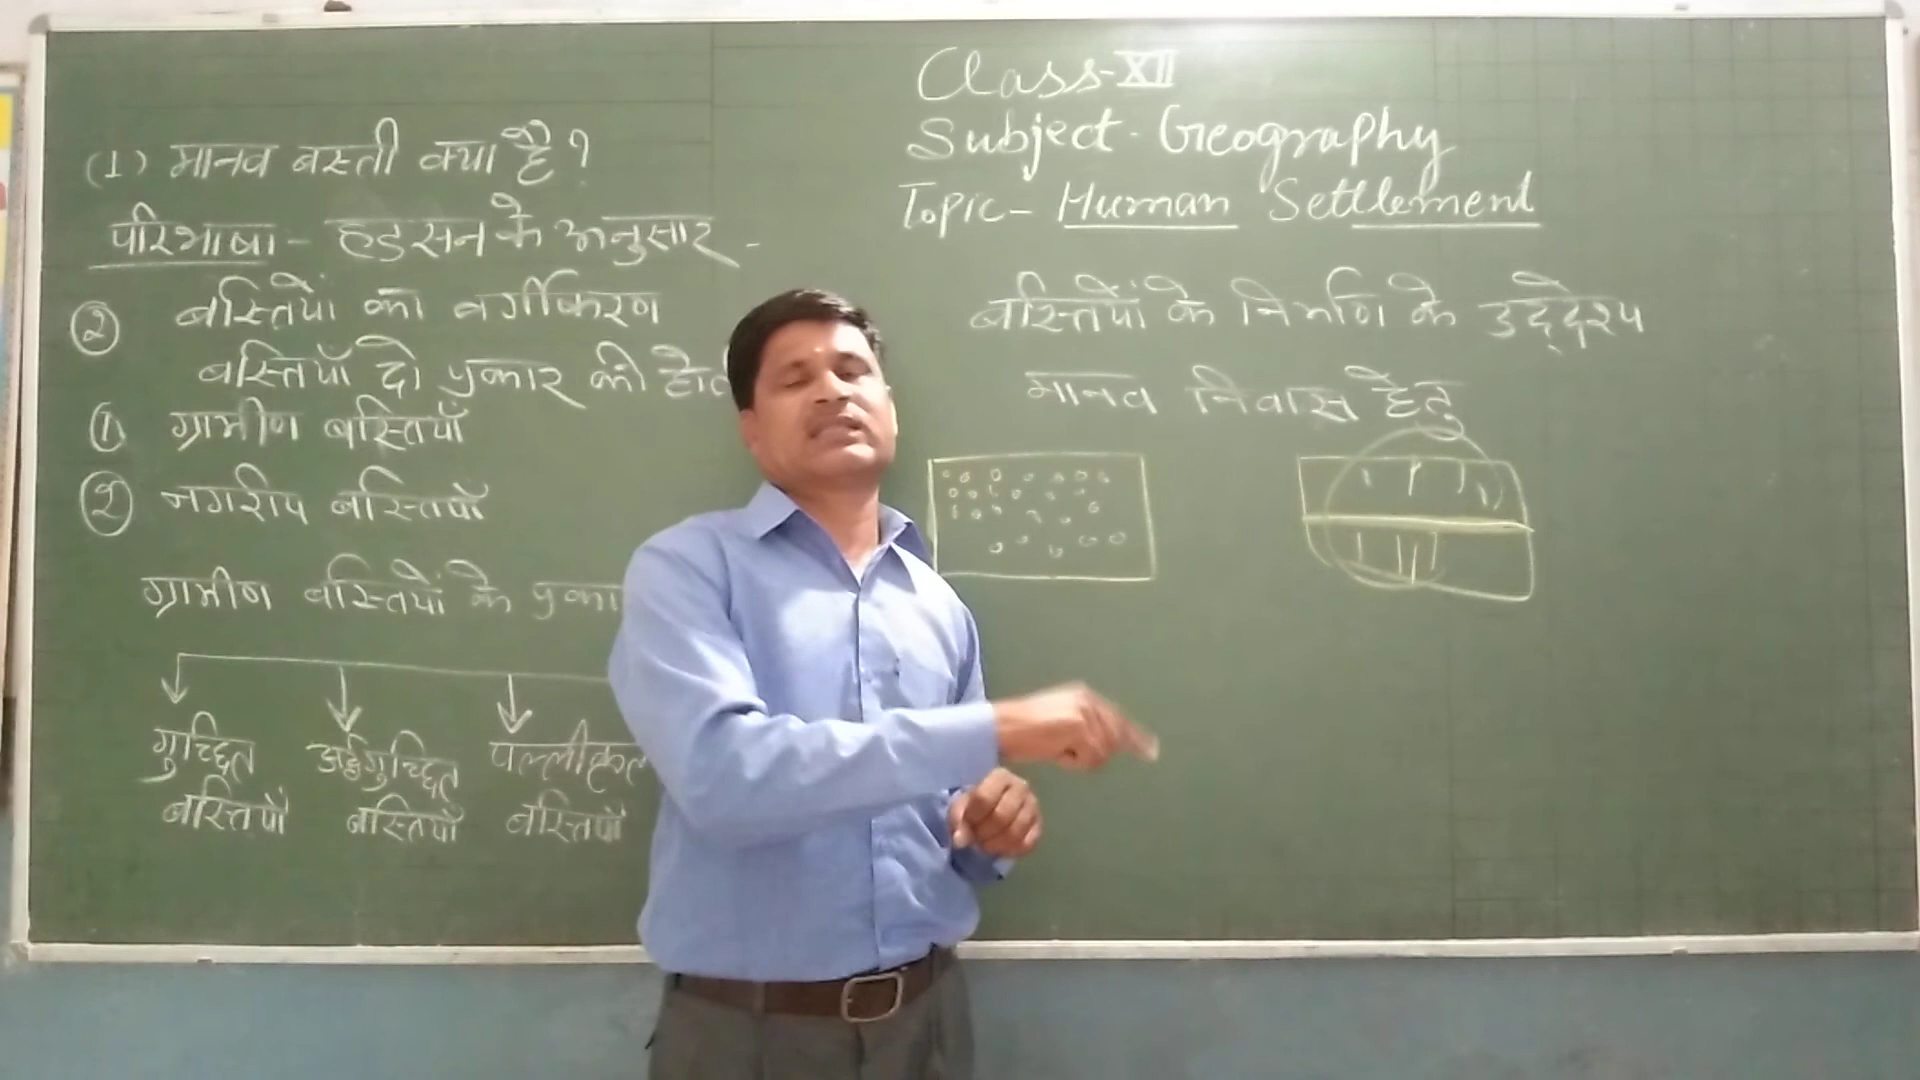 Class-XII
Subject - Geography
Topic - Human Settlement
(1) मानव बस्ती क्या है ?
परिभाषा - हडसन के अनुसार -
② बस्तियों का वर्गीकरण
बस्तियाँ दो प्रकार की
① ग्रामीण बस्तियाँ
② नगरीय बस्तियाँ
ग्रामीण बस्तियों के
गुच्छित बस्तियाँ
अर्द्धगुच्छित बस्तियाँ
पल्लीकृत बस्तियाँ
बस्तियों के निर्माण के उद्देश्य
मानव निवास हेतु